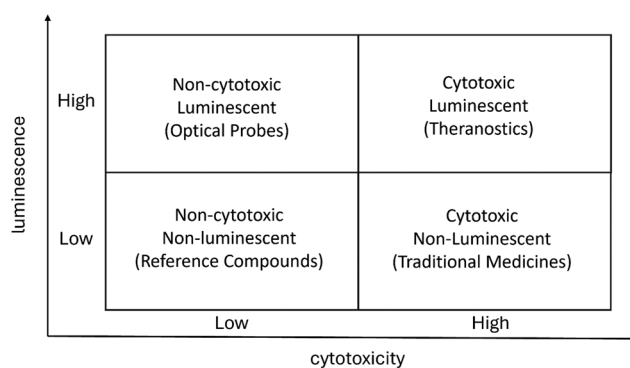 luminescence
High
Non-cytotoxic
Luminescent
(Optical Probes)
Cytotoxic
Luminescent
(Theranostics)
Low
Non-cytotoxic
Non-luminescent
(Reference Compounds)
Cytotoxic
Non-Luminescent
(Traditional Medicines)
Low
High
cytotoxicity